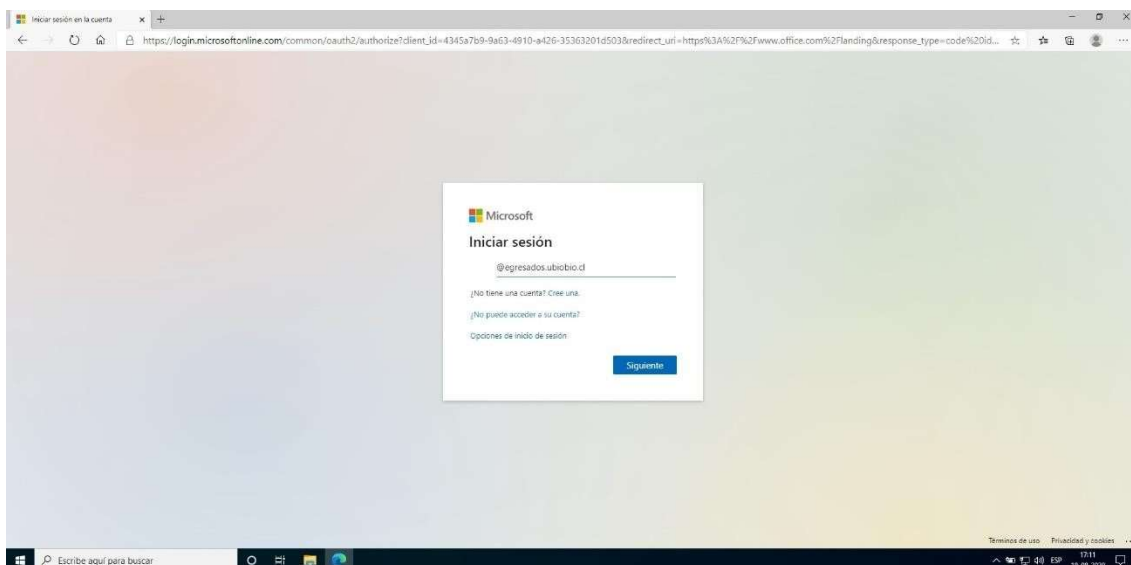 Iniciar sesión en la cuenta
https://login.microsoftonline.com/common/oauth2/authorize?client_id=4345a7b9-9a63-4910-a426-35363201d503&redirect_uri=https%3A%2F%2Fwww.office.com%2Flanding&response_type=code%20id...
Microsoft
Iniciar sesión
@egresados.ubiobio.cl
¿No tiene una cuenta? Cree una.
¿No puede acceder a su cuenta?
Opciones de inicio de sesión
Siguiente
Términos de uso Privacidad y cookies ...
Escribe aquí para buscar
ESP
17:11